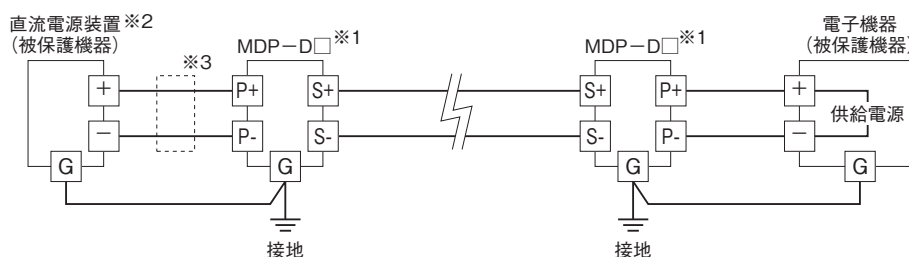 直流電源装置※2
(被保護機器)
※3
MDP－D□※1
MDP－D□※1
電子機器
(被保護機器)
＋
P+
S+
S+
P+
＋
供給電源
－
P-
S-
S-
P-
－
G
G
G
G
接地
接地